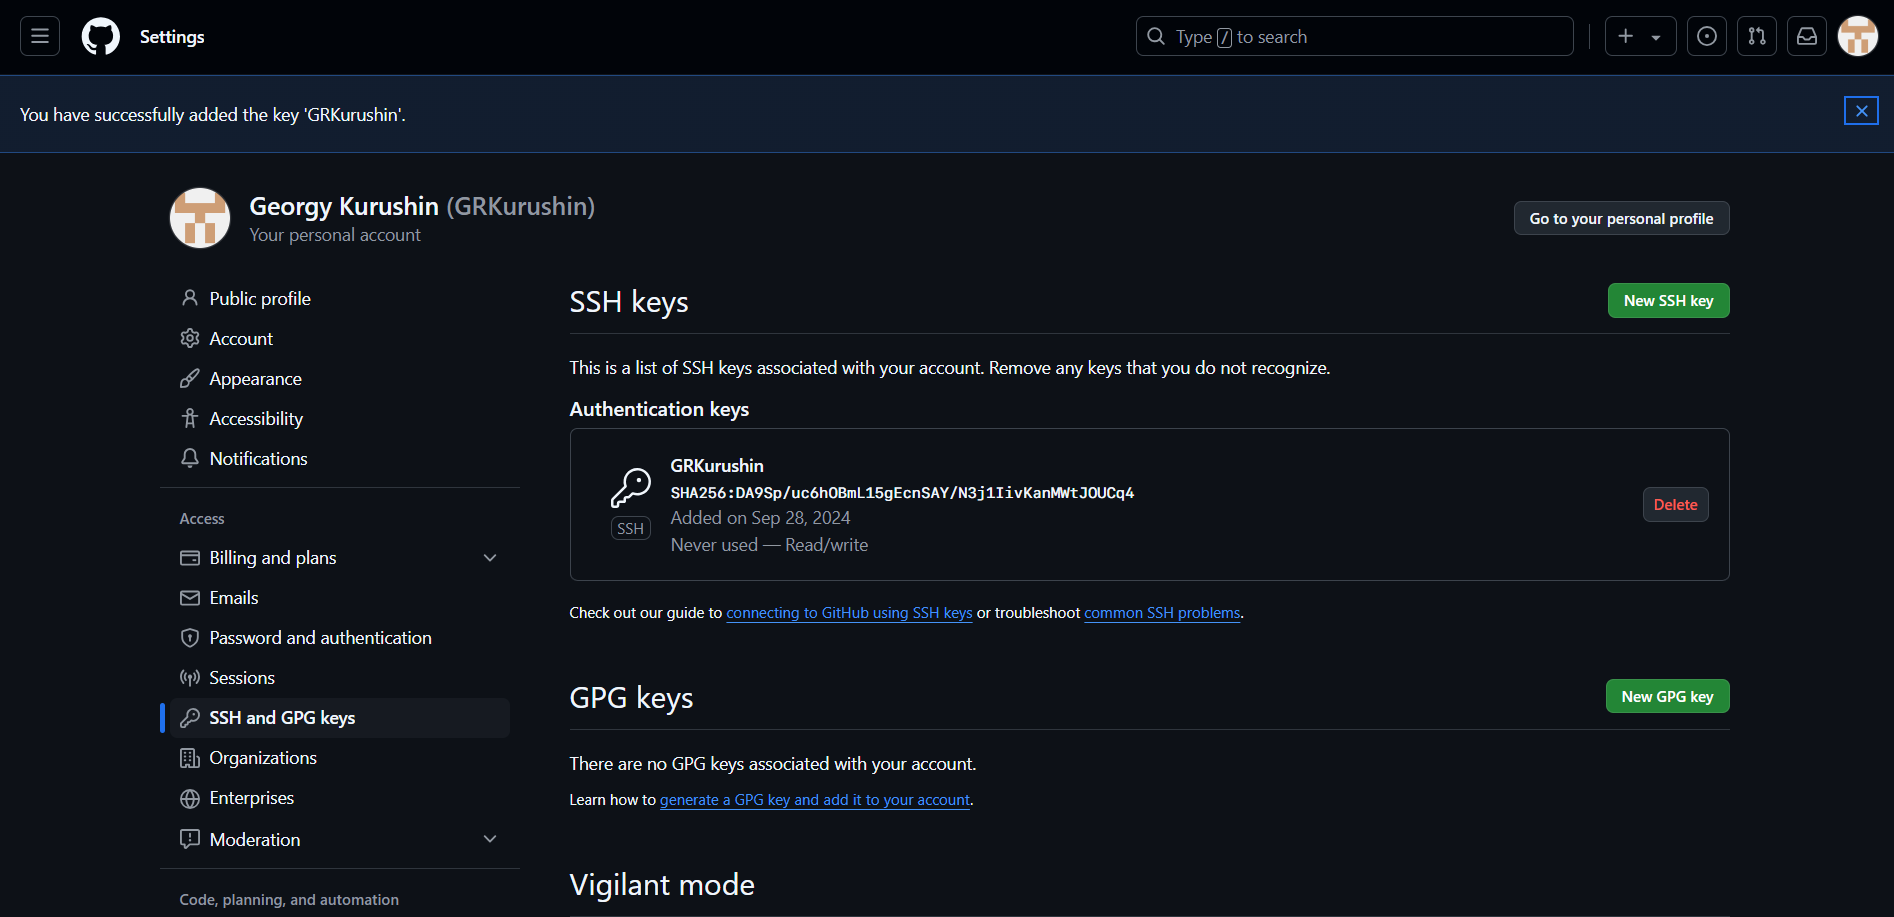 Settings
Type / to search
You have successfully added the key 'GRKurushin'.
Georgy Kurushin (GRKurushin)
Your personal account
Go to your personal profile
Public profile
Account
Appearance
Accessibility
Notifications
Access
Billing and plans
Emails
Password and authentication
Sessions
SSH and GPG keys
Organizations
Enterprises
Moderation
Code, planning, and automation
SSH keys
New SSH key
This is a list of SSH keys associated with your account. Remove any keys that you do not recognize.
Authentication keys
SSH
GRKurushin
SHA256:DA9Sp/uc6hOBmL15gEcnSAY/N3j1IivKanMWtJOUCq4
Added on Sep 28, 2024
Never used — Read/write
Delete
Check out our guide to connecting to GitHub using SSH keys or troubleshoot common SSH problems.
GPG keys
New GPG key
There are no GPG keys associated with your account.
Learn how to generate a GPG key and add it to your account.
Vigilant mode